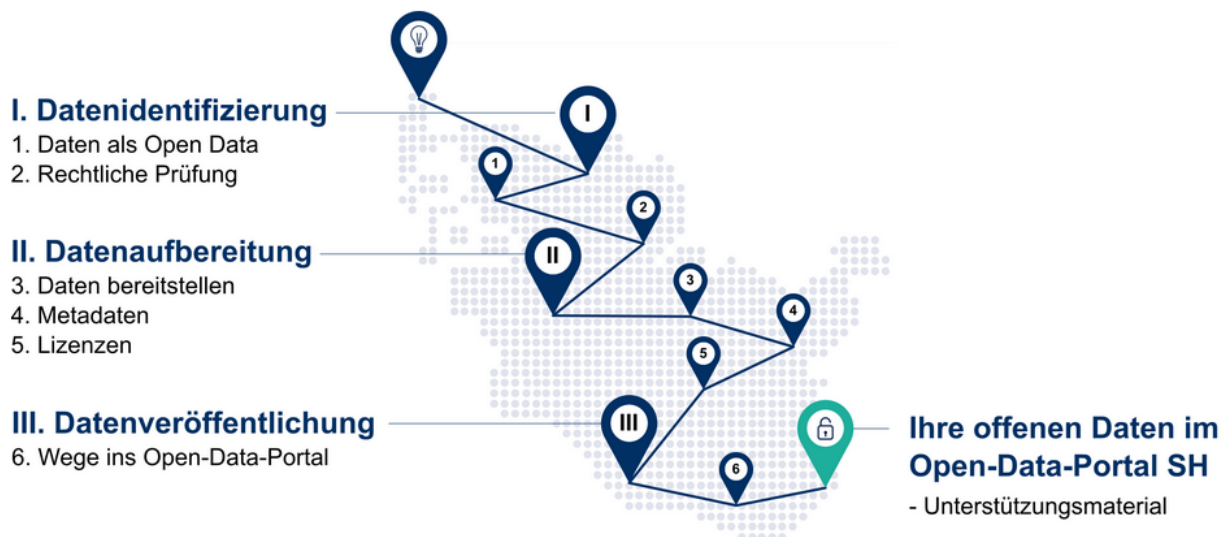 I. Datenidentifizierung
1. Daten als Open Data
2. Rechtliche Prüfung
II. Datenaufbereitung
3. Daten bereitstellen
4. Metadaten
5. Lizenzen
III. Datenveröffentlichung
6. Wege ins Open-Data-Portal
I
1
2
II
3
4
5
III
6
Ihre offenen Daten im
Open-Data-Portal SH
- Unterstützungsmaterial